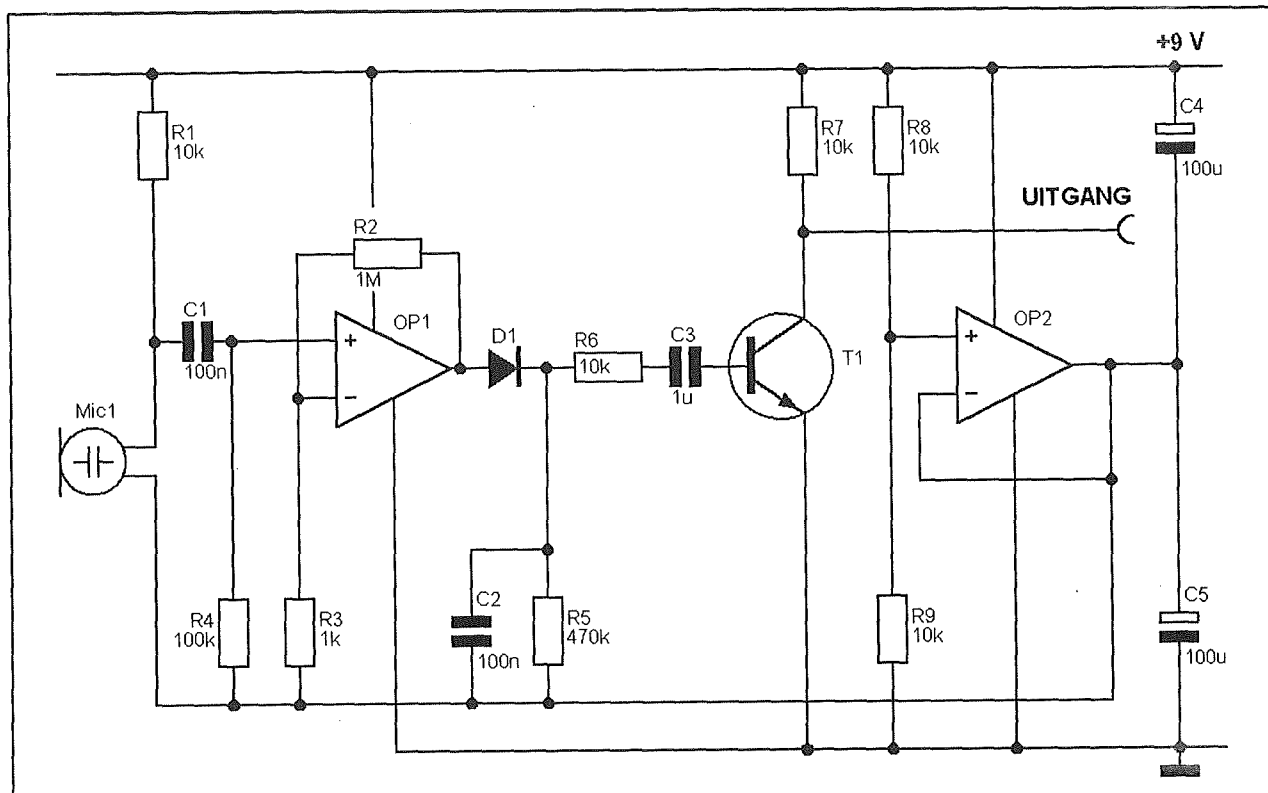 +9 V
R1
10k
R7
10k
R8
10k
C4
100u
UITGANG
R2
1M
C1
100n
+
−
OP1
D1
R6
10k
C3
1u
T1
+
−
OP2
Mic1
R4
100k
R3
1k
C2
100n
R5
470k
R9
10k
C5
100u